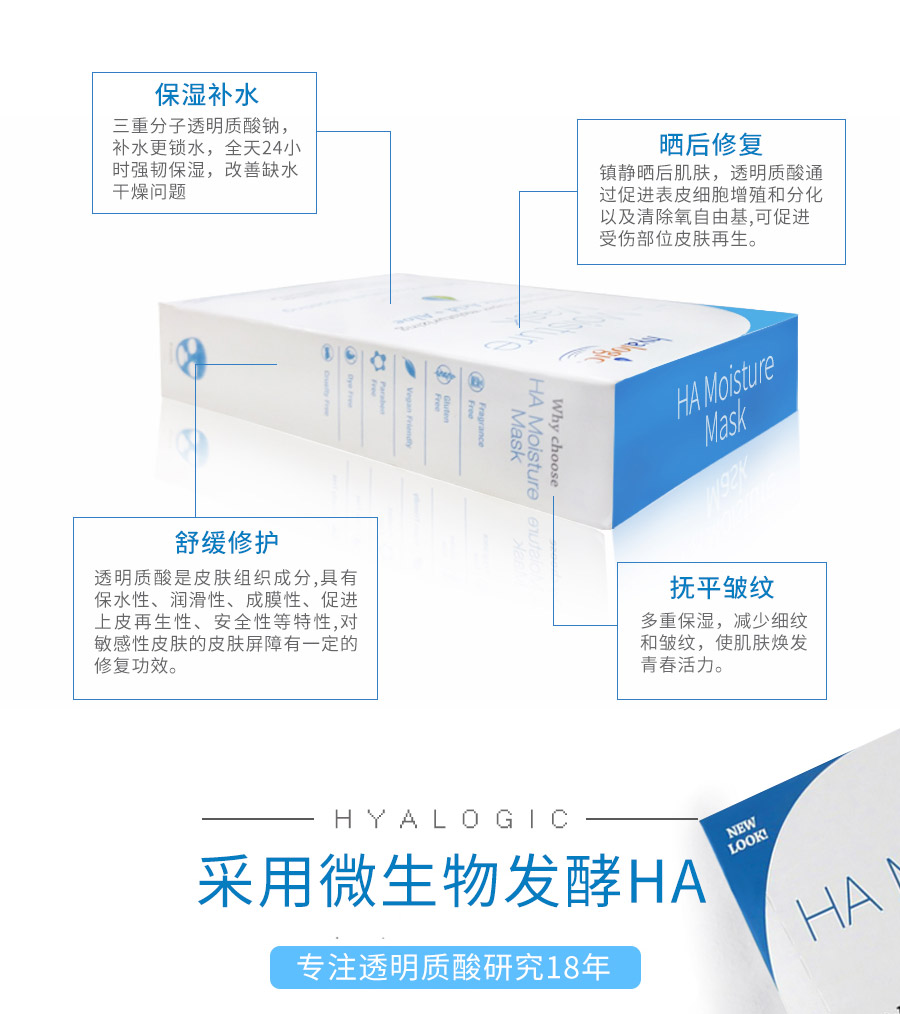 保湿补水
三重分子透明质酸钠，
补水更锁水，全天24小
时强韧保湿，改善缺水
干燥问题
晒后修复
镇静晒后肌肤，透明质酸通
过促进表皮细胞增殖和分化
以及清除氧自由基,可促进
受伤部位皮肤再生。
hyalogic
HA Moisture
Mask
Why choose
HA Moisture
Mask
Fragrance
Free
Gluten
Free
Vegan Friendly
Paraben
Free
Dye Free
Cruelty Free
舒缓修护
透明质酸是皮肤组织成分,具有
保水性、润滑性、成膜性、促进
上皮再生性、安全性等特性,对
敏感性皮肤的皮肤屏障有一定的
修复功效。
抚平皱纹
多重保湿，减少细纹
和皱纹，使肌肤焕发
青春活力。
HYALOGIC
采用微生物发酵HA
专注透明质酸研究18年
NEW
LOOK!
HA